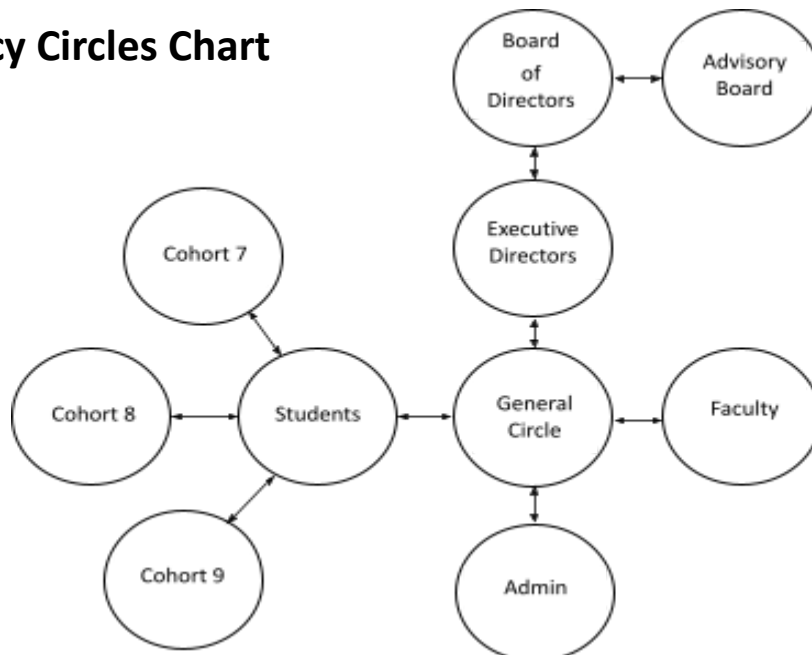 cy Circles Chart
Board
of
Directors
Advisory
Board
Executive
Directors
Cohort 7
Cohort 8
Students
General
Circle
Faculty
Cohort 9
Admin